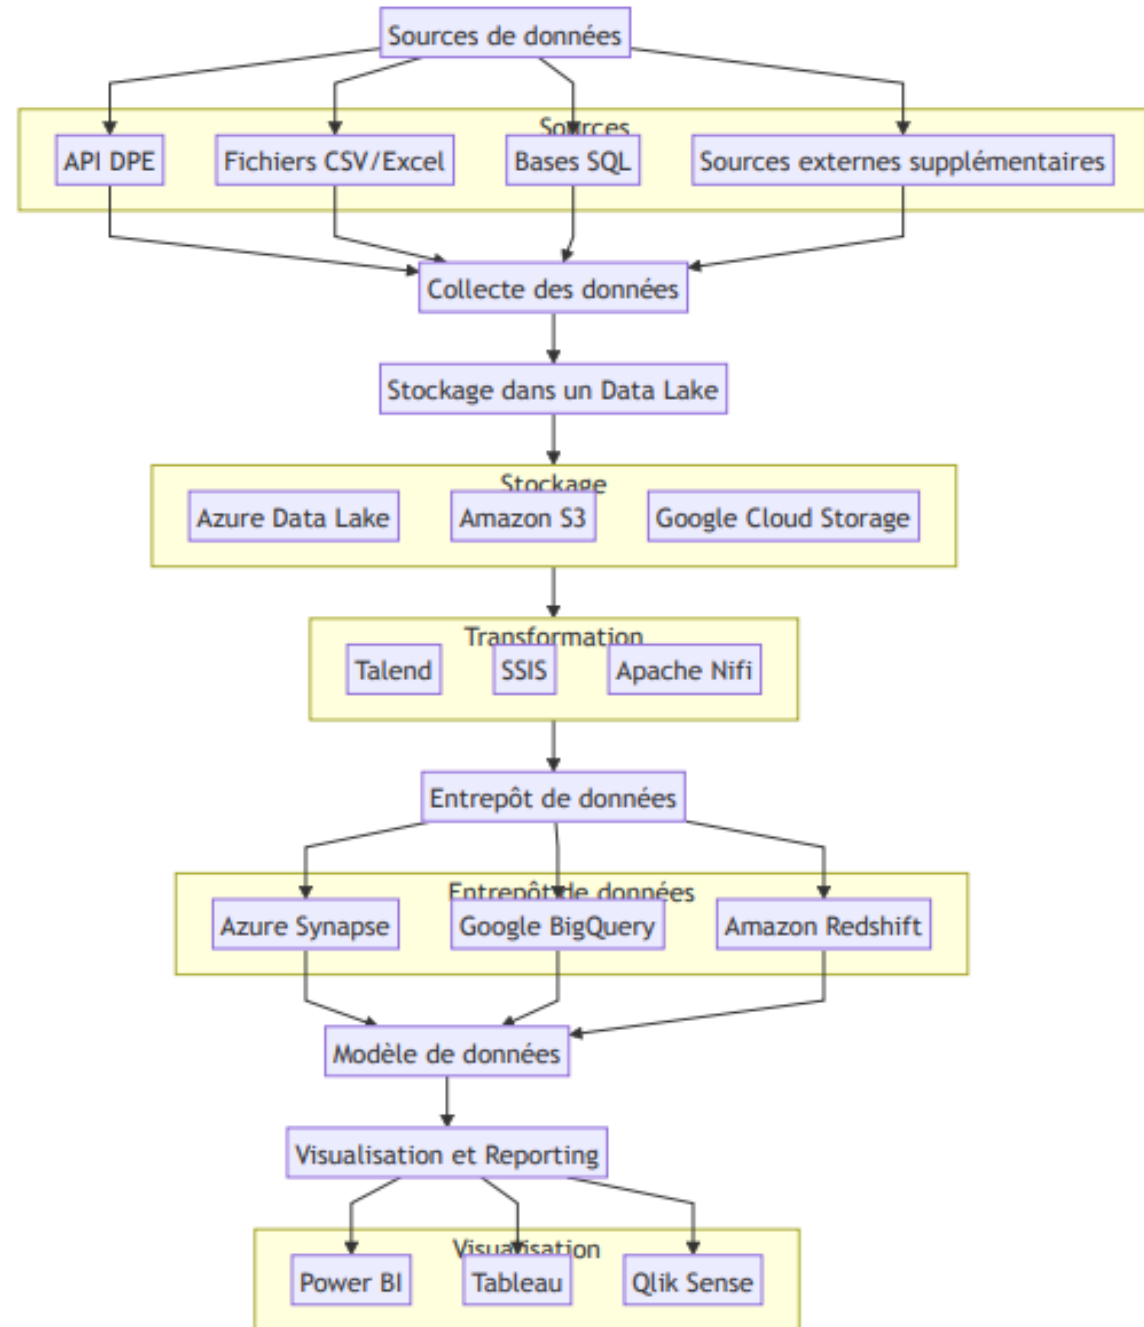 Sources de données
Sources
API DPE
Fichiers CSV/Excel
Bases SQL
Sources externes supplémentaires
Collecte des données
Stockage dans un Data Lake
Stockage
Azure Data Lake
Amazon S3
Google Cloud Storage
Transformation
Talend
SSIS
Apache Nifi
Entrepôt de données
Entrepôt de données
Azure Synapse
Google BigQuery
Amazon Redshift
Modèle de données
Visualisation et Reporting
Visualisation
Power BI
Tableau
Qlik Sense